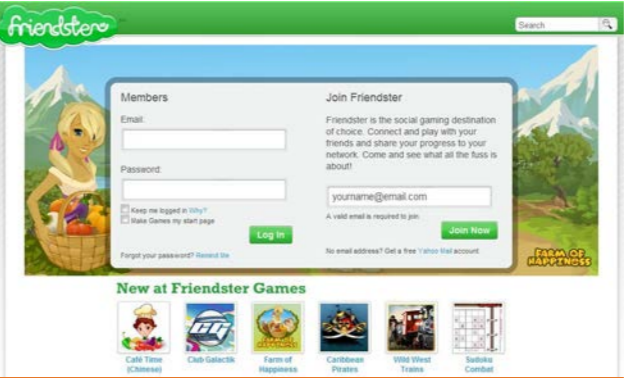 friendster
Search
Members
Email:
Password:
Keep me logged in Why?
Make Games my start page
Log In
Forgot your password? Remind Me
Join Friendster
Friendster is the social gaming destination
of choice. Connect and play with your
friends and share your progress to your
network. Come and see what all the fuss is
about!
yourname@email.com
A valid email is required to join.
Join Now
No email address? Get a free Yahoo Mail account.
FARM OF
HAPPINESS
New at Friendster Games
Café Time
(Chinese)
Club Galactik
Farm of
Happiness
Caribbean
Pirates
Wild West
Trains
Sudoku
Combat